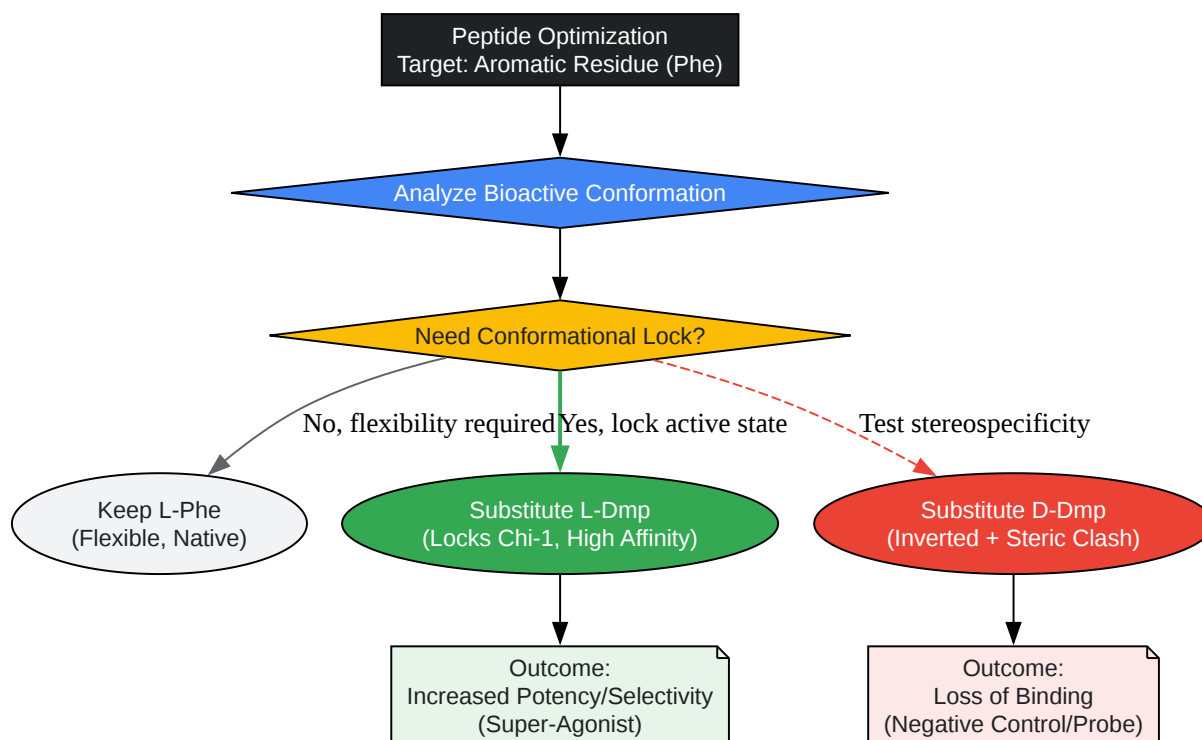 Peptide Optimization
Target: Aromatic Residue (Phe)
Analyze Bioactive Conformation
Need Conformational Lock?
No, flexibility required
Yes, lock active state
Test stereospecificity
Keep L-Phe
(Flexible, Native)
Substitute L-Dmp
(Locks Chi-1, High Affinity)
Substitute D-Dmp
(Inverted + Steric Clash)
Outcome:
Increased Potency/Selectivity
(Super-Agonist)
Outcome:
Loss of Binding
(Negative Control/Probe)